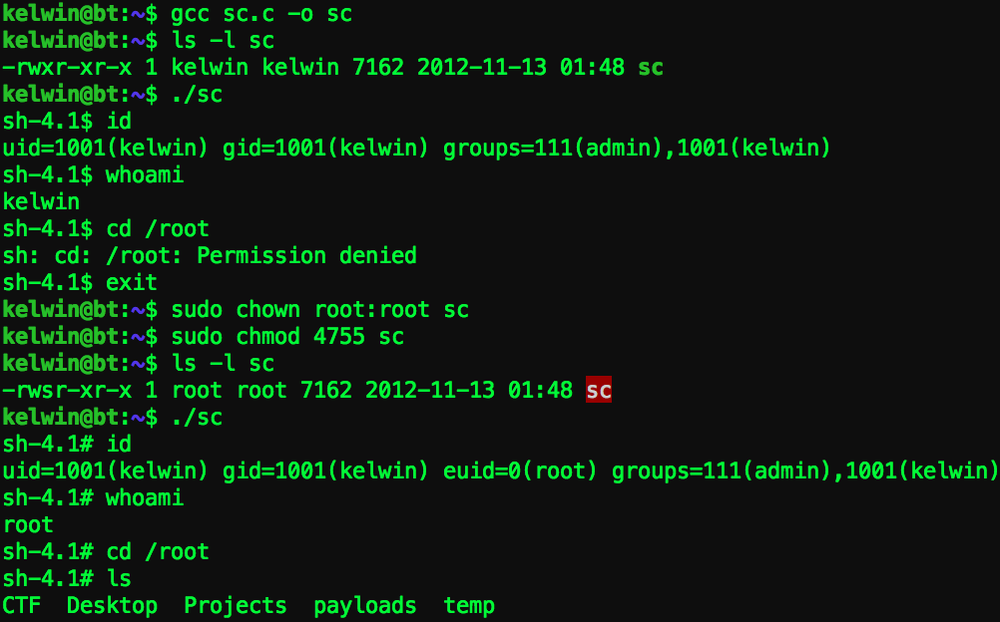 kelwin@bt:~$ gcc sc.c -o sc
kelwin@bt:~$ ls -l sc
-rwxr-xr-x 1 kelwin kelwin 7162 2012-11-13 01:48 sc
kelwin@bt:~$ ./sc
sh-4.1$ id
uid=1001(kelwin) gid=1001(kelwin) groups=111(admin),1001(kelwin)
sh-4.1$ whoami
kelwin
sh-4.1$ cd /root
sh: cd: /root: Permission denied
sh-4.1$ exit
kelwin@bt:~$ sudo chown root:root sc
kelwin@bt:~$ sudo chmod 4755 sc
kelwin@bt:~$ ls -l sc
-rwsr-xr-x 1 root root 7162 2012-11-13 01:48 sc
kelwin@bt:~$ ./sc
sh-4.1# id
uid=1001(kelwin) gid=1001(kelwin) euid=0(root) groups=111(admin),1001(kelwin)
sh-4.1# whoami
root
sh-4.1# cd /root
sh-4.1# ls
CTF  Desktop  Projects  payloads  temp